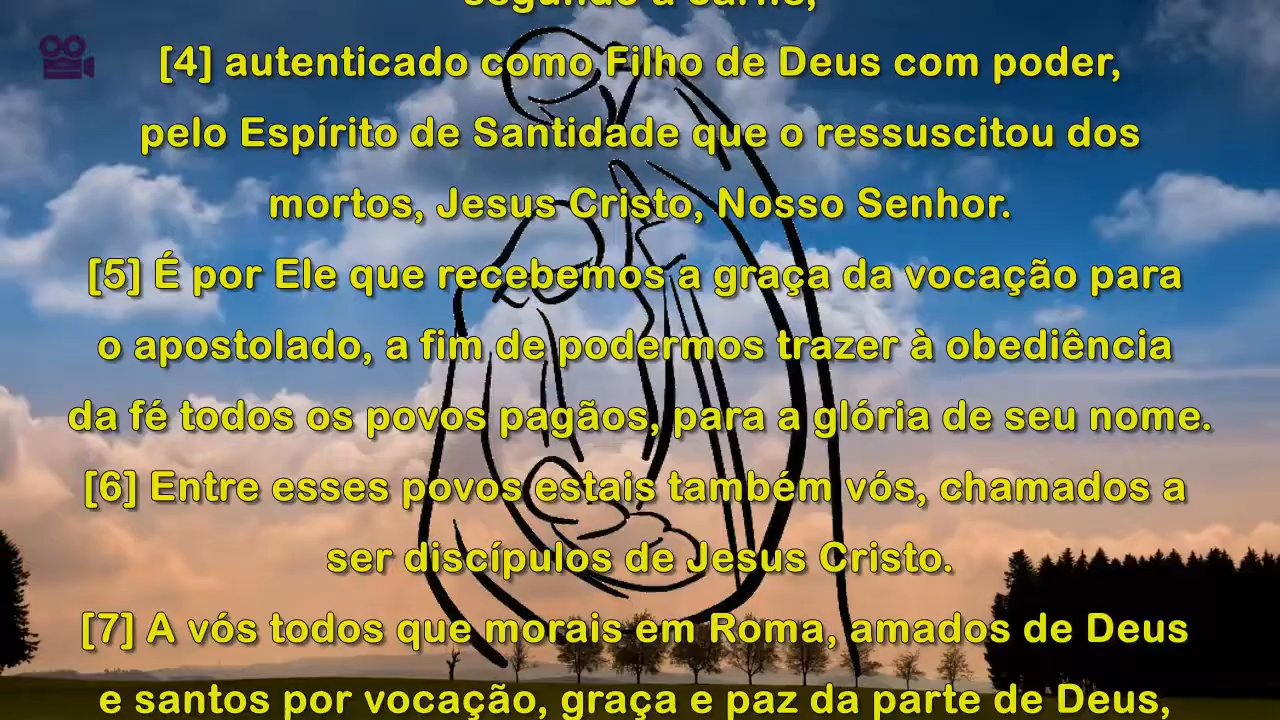 segundo a carne,
[4] autenticado como Filho de Deus com poder,
pelo Espírito de Santidade que o ressuscitou dos
mortos, Jesus Cristo, Nosso Senhor.
[5] É por Ele que recebemos a graça da vocação para
o apostolado, a fim de podermos trazer à obediência
da fé todos os povos pagãos, para a glória de seu nome.
[6] Entre esses povos estais também vós, chamados a
ser discípulos de Jesus Cristo.
[7] A vós todos que morais em Roma, amados de Deus
e santos por vocação, graça e paz da parte de Deus,